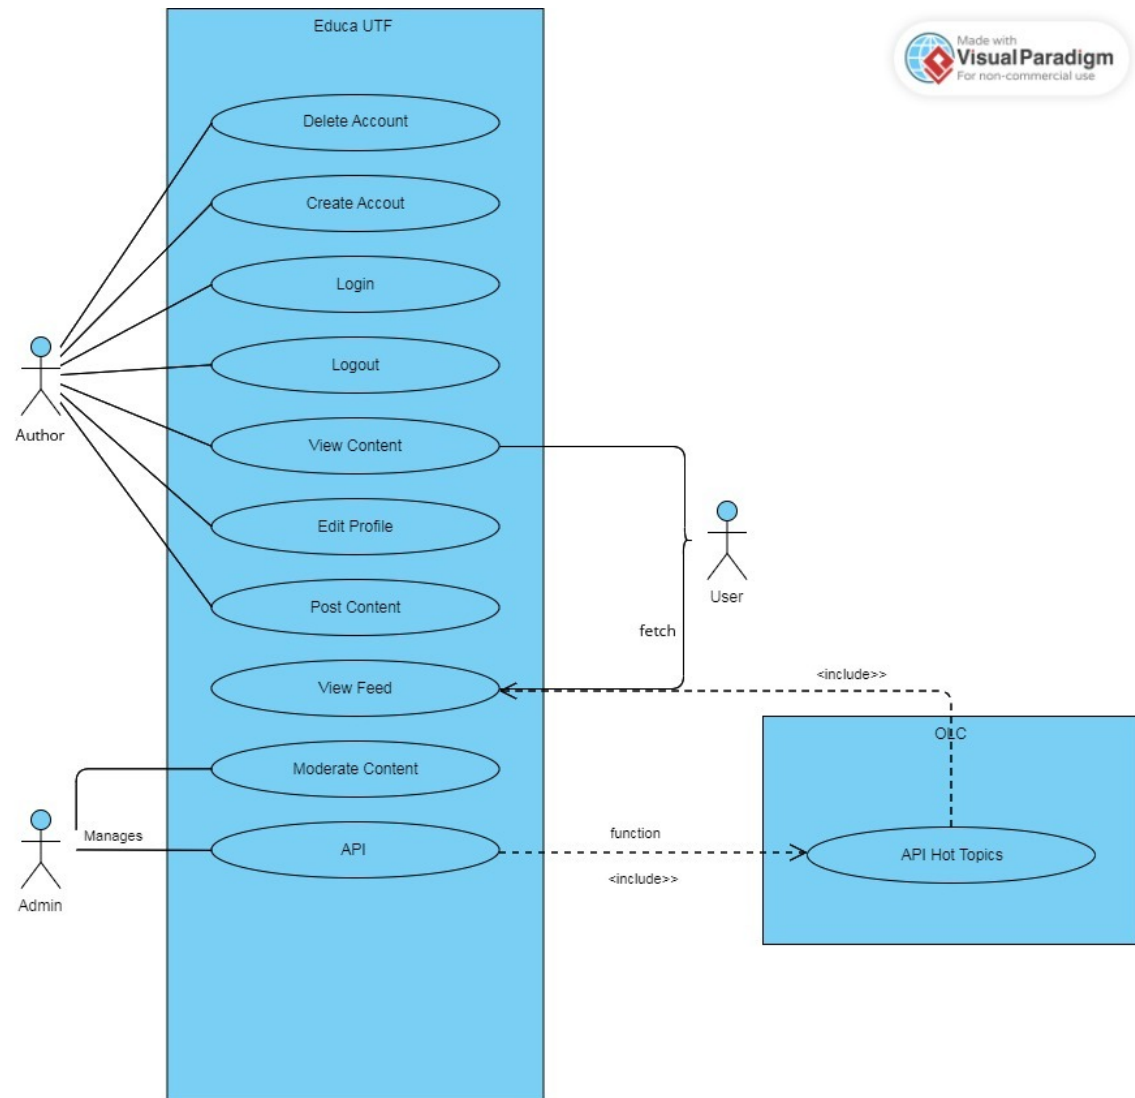 Educa UTF
Made with
Visual Paradigm
For non-commercial use
Delete Account
Create Accout
Login
Logout
Author
View Content
Edit Profile
User
Post Content
fetch
View Feed
<include>>
OLC
Moderate Content
Manages
API
function
API Hot Topics
<include>>
Admin